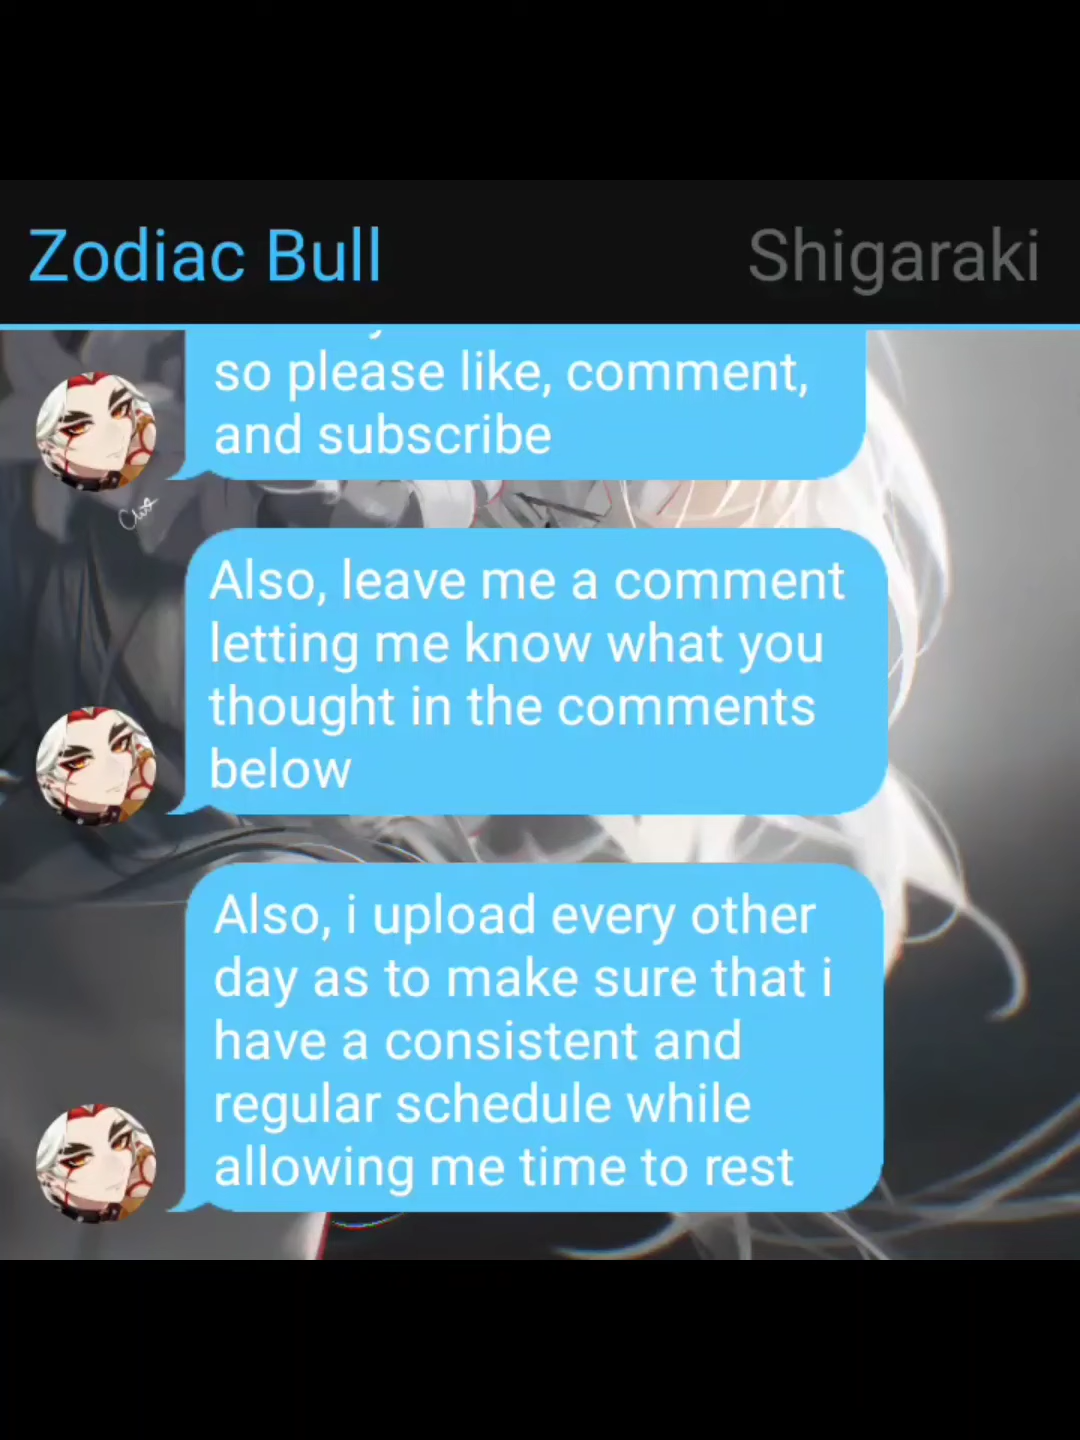 Zodiac Bull
Shigaraki
so please like, comment,
and subscribe
Also, leave me a comment
letting me know what you
thought in the comments
below
Also, i upload every other
day as to make sure that i
have a consistent and
regular schedule while
allowing me time to rest